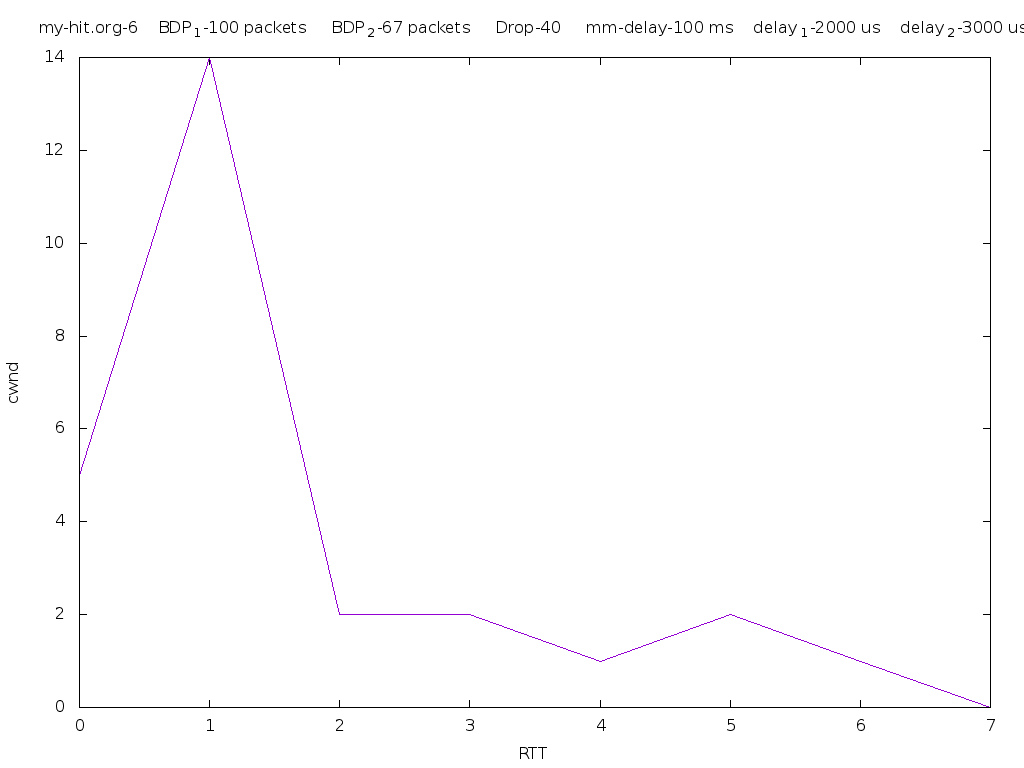 my-hit.org-6 BDP1-100 packets BDP2-67 packets Drop-40 mm-delay-100 ms delay1-2000 us delay2-3000 us
14
12
10
8
6
4
2
0
cwnd
0 1 2 3 4 5 6 7
RTT